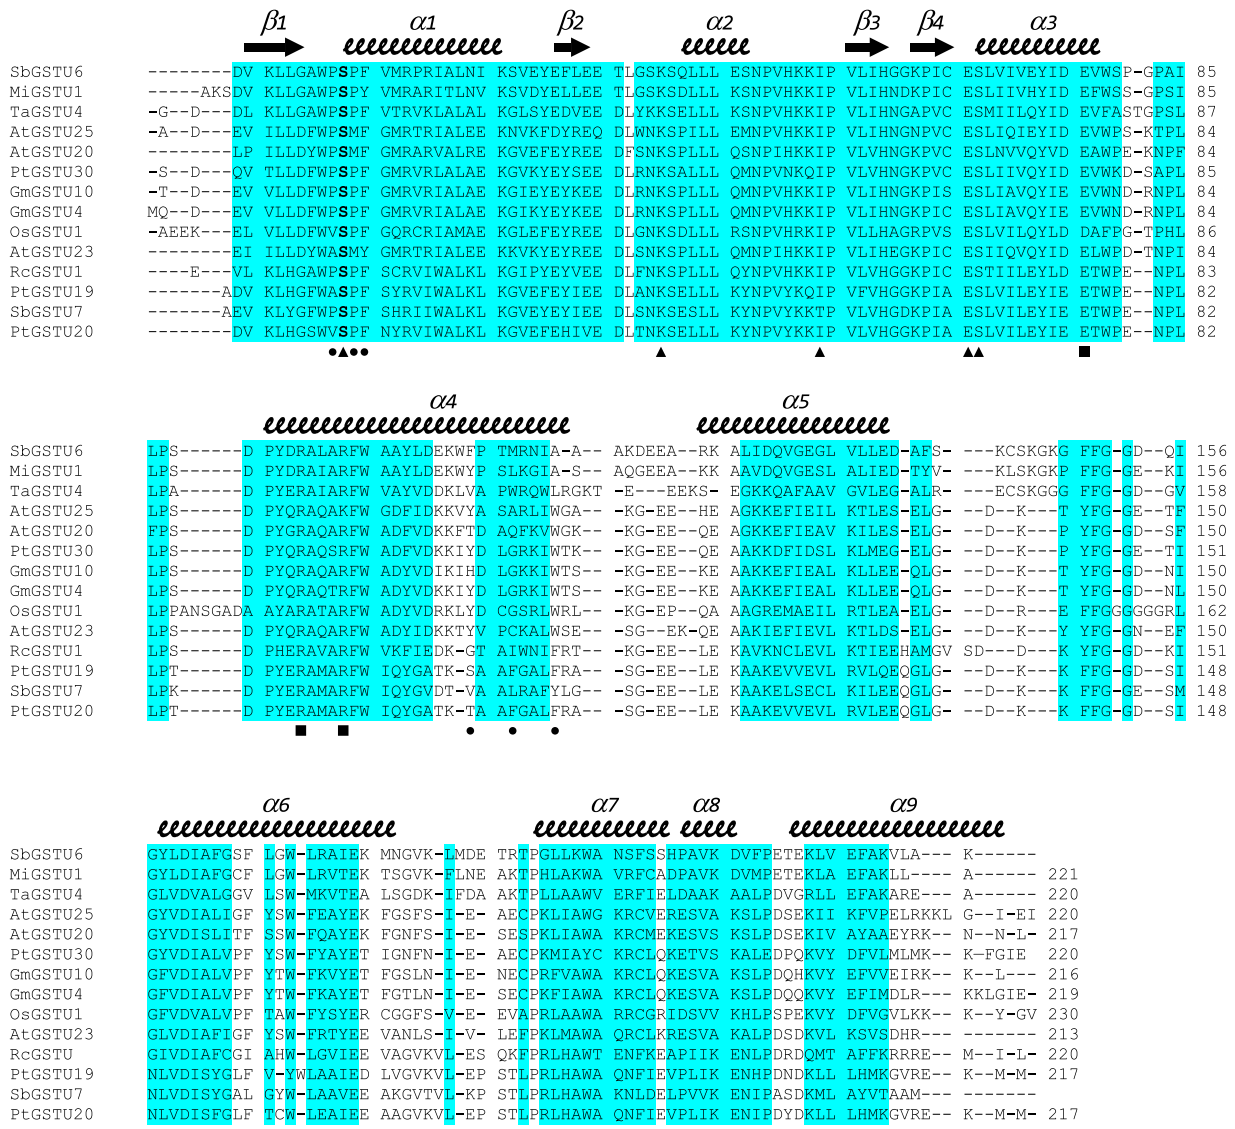 β1 α1 β2 α2 β3 β4 α3
SbGSTU6 --------DV KLLGAWPSPF VMRPRIALNI KSVEYEFLEE TLGSKSQLLL ESNPVHKKIP VLIHGGKPIC ESLVIVEYID EVWSP-GPAI 85
MiGSTU1 -----AKSDV KLLGAWPSPY VMRARITLNV KSVDYELLEE TLGSKSDLLL KSNPVHKKIP VLIHNDKPIC ESLIIVHYID EFWSS-GPSI 85
TaGSTU4 -G--D---DL KLLGAWPSPF VTRVKLALAL KGLSYEDVEE DLYKKSELLL KSNPVHKKIP VLIHNGAPVC ESMIILQYID EVFASTGPSL 87
AtGSTU25 -A--D---EV ILLDFWPSMF GMRTRIALEE KNVKFDYREQ DLWNKSPILL EMNPVHKKIP VLIHNGNPVC ESLIQIEYID EVWPS-KTPL 84
AtGSTU20 --------LP ILLDYWPSMF GMRARVALRE KGVEFEYREE DFSNKSPLLL QSNPIHKKIP VLVHNGKPVC ESLNVVQYVD EAWPE-KNPF 84
PtGSTU30 -S--D---QV TLLDFWPSPF GMRVRLALAE KGVKYEYSEE DLRNKSALLL QMNPVNKQIP VLVHNGKPVC ESLIIVQYID EVWKD-SAPL 85
GmGSTU10 -T--D---EV VLLDFWPSPF GMRVRIALAE KGIEYEYKEE DLRNKSPLLL QMNPVHKKIP VLIHNGKPIS ESLIAVQYIE EVWND-RNPL 84
GmGSTU4 MQ--D---EV VLLDFWPSPF GMRVRIALAE KGIKYEYKEE DLRNKSPLLL QMNPVHKKIP VLIHNGKPIC ESLIAVQYIE EVWND-RNPL 84
OsGSTU1 -AEEK---EL VLLDFWVSPF GQRCRIAMAE KGLEFEYREE DLGNKSDLLL RSNPVHRKIP VLLHAGRPVS ESLVILQYLD DAFPG-TPHL 86
AtGSTU23 --------EI ILLDYWASMY GMRTRIALEE KKVKYEYREE DLSNKSPLLL QMNPIHKKIP VLIHEGKPIC ESIIQVQYID ELWPD-TNPL 84
RcGSTU1 ----E---VL KLHGAWPSPF SCRVIWALKL KGIPYEYVEE DLFNKSPLLL QYNPVHKKIP VLVHGGKPIC ESTIILEYLD ETWPE--NPL 83
PtGSTU19 -------ADV KLHGFWASPF SYRVIWALKL KGVEFEYIEE DLANKSELLL KYNPVYKQIP VFVHGGKPIA ESLVILEYIE ETWPE--NPL 82
SbGSTU7 -------AEV KLYGFWPSPF SHRIIWALKL KGVEYEYIEE DLSNKSESLL KYNPVYKKIP VLVHGGKPIA ESLVILEYIE ETWPE--NPL 82
PtGSTU20 -------DEV KLHGSWVSPF NYRVIWALKL KGVEFEHIVE DLTNKSELLL KYNPVYKKIP VLVHGGKPIA ESLVILEYIE ETWPE--NPL 82
α4 α5
SbGSTU6 LPS------D PYDRALARFW AAYLDEKWFP TMRNIA-A-- AKDEEA--RK ALIDQVGEGL VLLED-AFS- ---KCSKGKG FFG-GD--QI 156
MiGSTU1 LPS------D PYDRALARFW AAYLDEKWYP SLKGIA-S-- AQGEEA--KK AAVDQVGESL ALIED-TYV- ---KLSKGKP FFG-GE--KI 156
TaGSTU4 LPA------D PYERAIARFW VAYVDDKLVA PWRQWLRGKT -E---EEKS- EGKKQAFAAV GVLEG-ALR- ---ECSKGGG FFG-GD--GV 158
AtGSTU25 LPS------D PYQRAQAKFW GDFIDKKVYA SARLIWGA-- -KG-EE--HE AGKKEFIEIL KTLES-ELG- --D--K---T YFG-GE--TF 150
AtGSTU20 FPS------D PYGRAQARFW ADFVDKKFTD AQFKVWGK-- -KG-EE--QE AGKKEFIEAV KILES-ELG- --D--K---P YFG-GD--SF 150
PtGSTU30 LPS------D PYQRAQSRFW ADFVDKKIYD LGRKIWTK-- -KG-EE--QE AAKKDFIDSL KLMEG-ELG- --D--K---P YFG-GE--TI 151
GmGSTU10 LPS------D PYQRAQARFW ADYVDIKIHD LGKKIWTS-- -KG-EE--KE AAKKEFIEAL KLLEE-QLG- --D--K---T YFG-GD--NI 150
GmGSTU4 LPS------D PYQRAQTRFW ADYVDKKIYD LGRKIWTS-- -KG-EE--KE AAKKEFIEAL KLLEE-QLG- --D--K---T YFG-GD--NL 150
OsGSTU1 LPPANSGADA AYARATARFW ADYVDRKLYD CGSRLWRL-- -KG-EP--QA AAGREMAEIL RTLEA-ELG- --D--R---E FFGGGGGGRL 162
AtGSTU23 LPS------D PYQRAQARFW ADYIDKKTYV PCKALWSE-- -SG--EK-QE AAKIEFIEVL KTLDS-ELG- --D--K---Y YFG-GN--EF 150
RcGSTU1 LPS------D PHERAVARFW VKFIEDK-GT AIWNIFRT-- -KG-EE--LE KAVKNCLEVL KTIEEHAMGV SD--D--K-- KYFG-GD--KI 151
PtGSTU19 LPT------D PYERAMARFW IQYGATK-SA AFGALFRA-- -SG-EE--LE KAAKEVVEVL RVLQEQGLG- --D--K---F FFG-GD--SI 148
SbGSTU7 LPK------D PYERAMARFW IQYGVDT-VA ALRAFYLG-- -SG-EE--LE KAAKELSECL KILEEQGLG- --D--K---F FFG-GE--SM 148
PtGSTU20 LPT------D PYERAMARFW IQYGATK-TA AFGALFRA-- -SG-EE--LE KAAKEVVEVL RVLEEQGLG- --D--K---K FFG-GD--SI 148
α6 α7 α8 α9
SbGSTU6 GYLDIAFGSF LGW-LRAIEK MNGVK-LMDE TRTPGLLKWA NSFSSHPAVK DVFPETEKLV EFAKVLA--- K------
MiGSTU1 GYLDIAFGCF LGW-LRVTEK TSGVK-FLNE AKTPHLAKWA VRFCADPAVK DVMPETEKLA EFAKLL---- A----- 221
TaGSTU4 GLVDVALGGV LSW-MKVTEA LSGDK-IFDA AKTPLLAAWV ERFIELDAAK AALPDVGRLL EFAKARE--- A----- 220
AtGSTU25 GYVDIALIGF YSW-FEAYEK FGSFS-I-E- AECPKLIAWG KRCVERESVA KSLPDSEKII KFVPELRKKL G--I-EI 220
AtGSTU20 GYVDISLITF SSW-FQAYEK FGNFS-I-E- SESPKLIAWA KRCMEKESVS KSLPDSEKIV AYAAEYRK-- N--N-L- 217
PtGSTU30 GYVDIALVPF YSW-FYAYET IGNFN-I-E- AECPKMIAYC KRCLQKETVS KALEDPQKVY DFVLMLMK-- K--FGIE 220
GmGSTU10 GFVDIALVPF YTW-FKVYET FGSLN-I-E- NECPRFVAWA KRCLQKESVA KSLPDQHKVY EFVVEIRK-- K--L--- 216
GmGSTU4 GFVDIALVPF YTW-FKAYET FGTLN-I-E- SECPKFIAWA KRCLQKESVA KSLPDQQKVY EFIMDLR--- KKLGIE- 219
OsGSTU1 GFVDVALVPF TAW-FYSYER CGGFS-V-E- EVAPRLAAWA RRCGRIDSVV KHLPSPEKVY DFVGVLKK-- K--Y-GV 230
AtGSTU23 GLVDIAFIGF YSW-FRTYEE VANLS-I-V- LEFPKLMAWA QRCLKRESVA KALPDSDKVL KSVSDHR--- ------ 213
RcGSTU GIVDIAFCGI AHW-LGVIEE VAGVKVL-ES QKFPRLHAWT ENFKEAPIIK ENLPDRDQMT AFFKRRRE-- M--I-L- 220
PtGSTU19 NLVDISYGLF V-YWLAAIED LVGVKVL-EP STLPRLHAWA QNFIEVPLIK ENHPDNDKLL LHMKGVRE-- K--M-M- 217
SbGSTU7 NLVDISYGAL GYW-LAAVEE AKGVTVL-KP STLPRLHAWA KNLDELPVVK ENIPASDKML AYVTAAM--- ------
PtGSTU20 NLVDISFGLF TCW-LEAIEE AAGVKVL-EP STLPRLHAWA QNFIEVPLIK ENIPDYDKLL LHMKGVRE-- K--M-M- 217